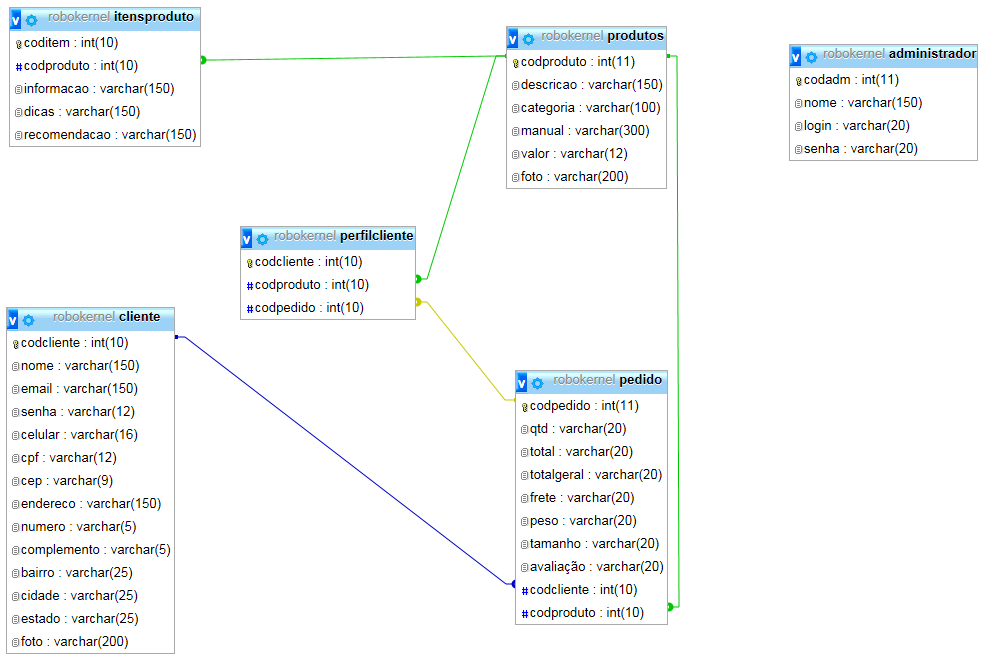 v robokernel itensproduto
coditem : int(10)
#codproduto : int(10)
informacao : varchar(150)
dicas : varchar(150)
recomendacao : varchar(150)
v robokernel produtos
codproduto : int(11)
descricao : varchar(150)
categoria : varchar(100)
manual : varchar(300)
valor : varchar(12)
foto : varchar(200)
v robokernel administrador
codadm : int(11)
nome : varchar(150)
login : varchar(20)
senha : varchar(20)
v robokernel perfilcliente
codcliente : int(10)
#codproduto : int(10)
#codpedido : int(10)
v robokernel cliente
codcliente : int(10)
nome : varchar(150)
email : varchar(150)
senha : varchar(12)
celular : varchar(16)
cpf : varchar(12)
cep : varchar(9)
endereco : varchar(150)
numero : varchar(5)
complemento : varchar(5)
bairro : varchar(25)
cidade : varchar(25)
estado : varchar(25)
foto : varchar(200)
v robokernel pedido
codpedido : int(11)
qtd : varchar(20)
total : varchar(20)
totalgeral : varchar(20)
frete : varchar(20)
peso : varchar(20)
tamanho : varchar(20)
avaliação : varchar(20)
#codcliente : int(10)
#codproduto : int(10)